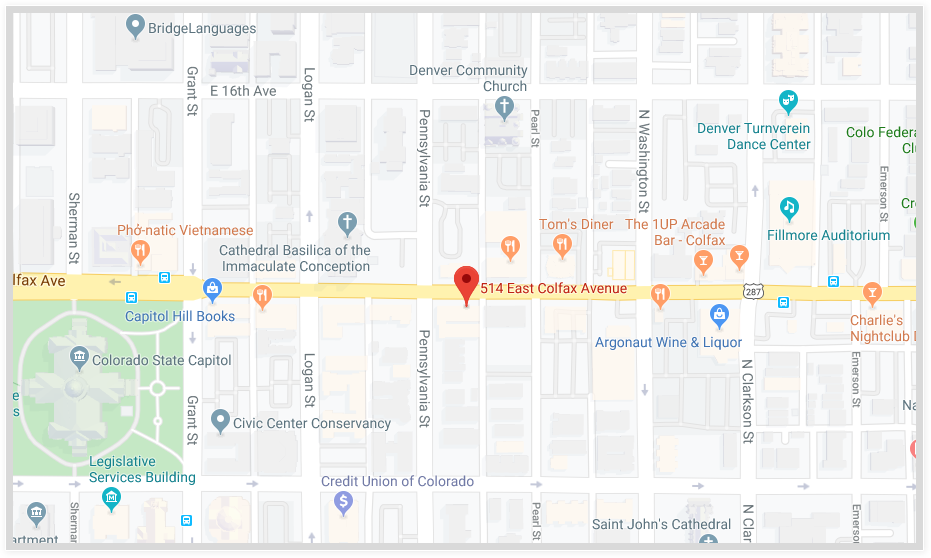 BridgeLanguages
Grant St
Logan St
E 16th Ave
Denver Community
Church
Pennsylvania St
Pearl St
N Washington St
Denver Turnverein
Dance Center
Colo Federa
Emerson St
Sherman St
Phở-natic Vietnamese
Cathedral Basilica of the
Immaculate Conception
Tom's Diner
The 1UP Arcade
Bar - Colfax
Fillmore Auditorium
lfax Ave
514 East Colfax Avenue
287
Capitol Hill Books
Argonaut Wine & Liquor
Charlie's
Nightclub
Colorado State Capitol
Logan St
Pennsylvania St
Emerson St
N Clarkson St
Grant St
Civic Center Conservancy
Na
Legislative
Services Building
Credit Union of Colorado
Sherman
Pearl St
Saint John's Cathedral
N Clar
Emerson St
artment